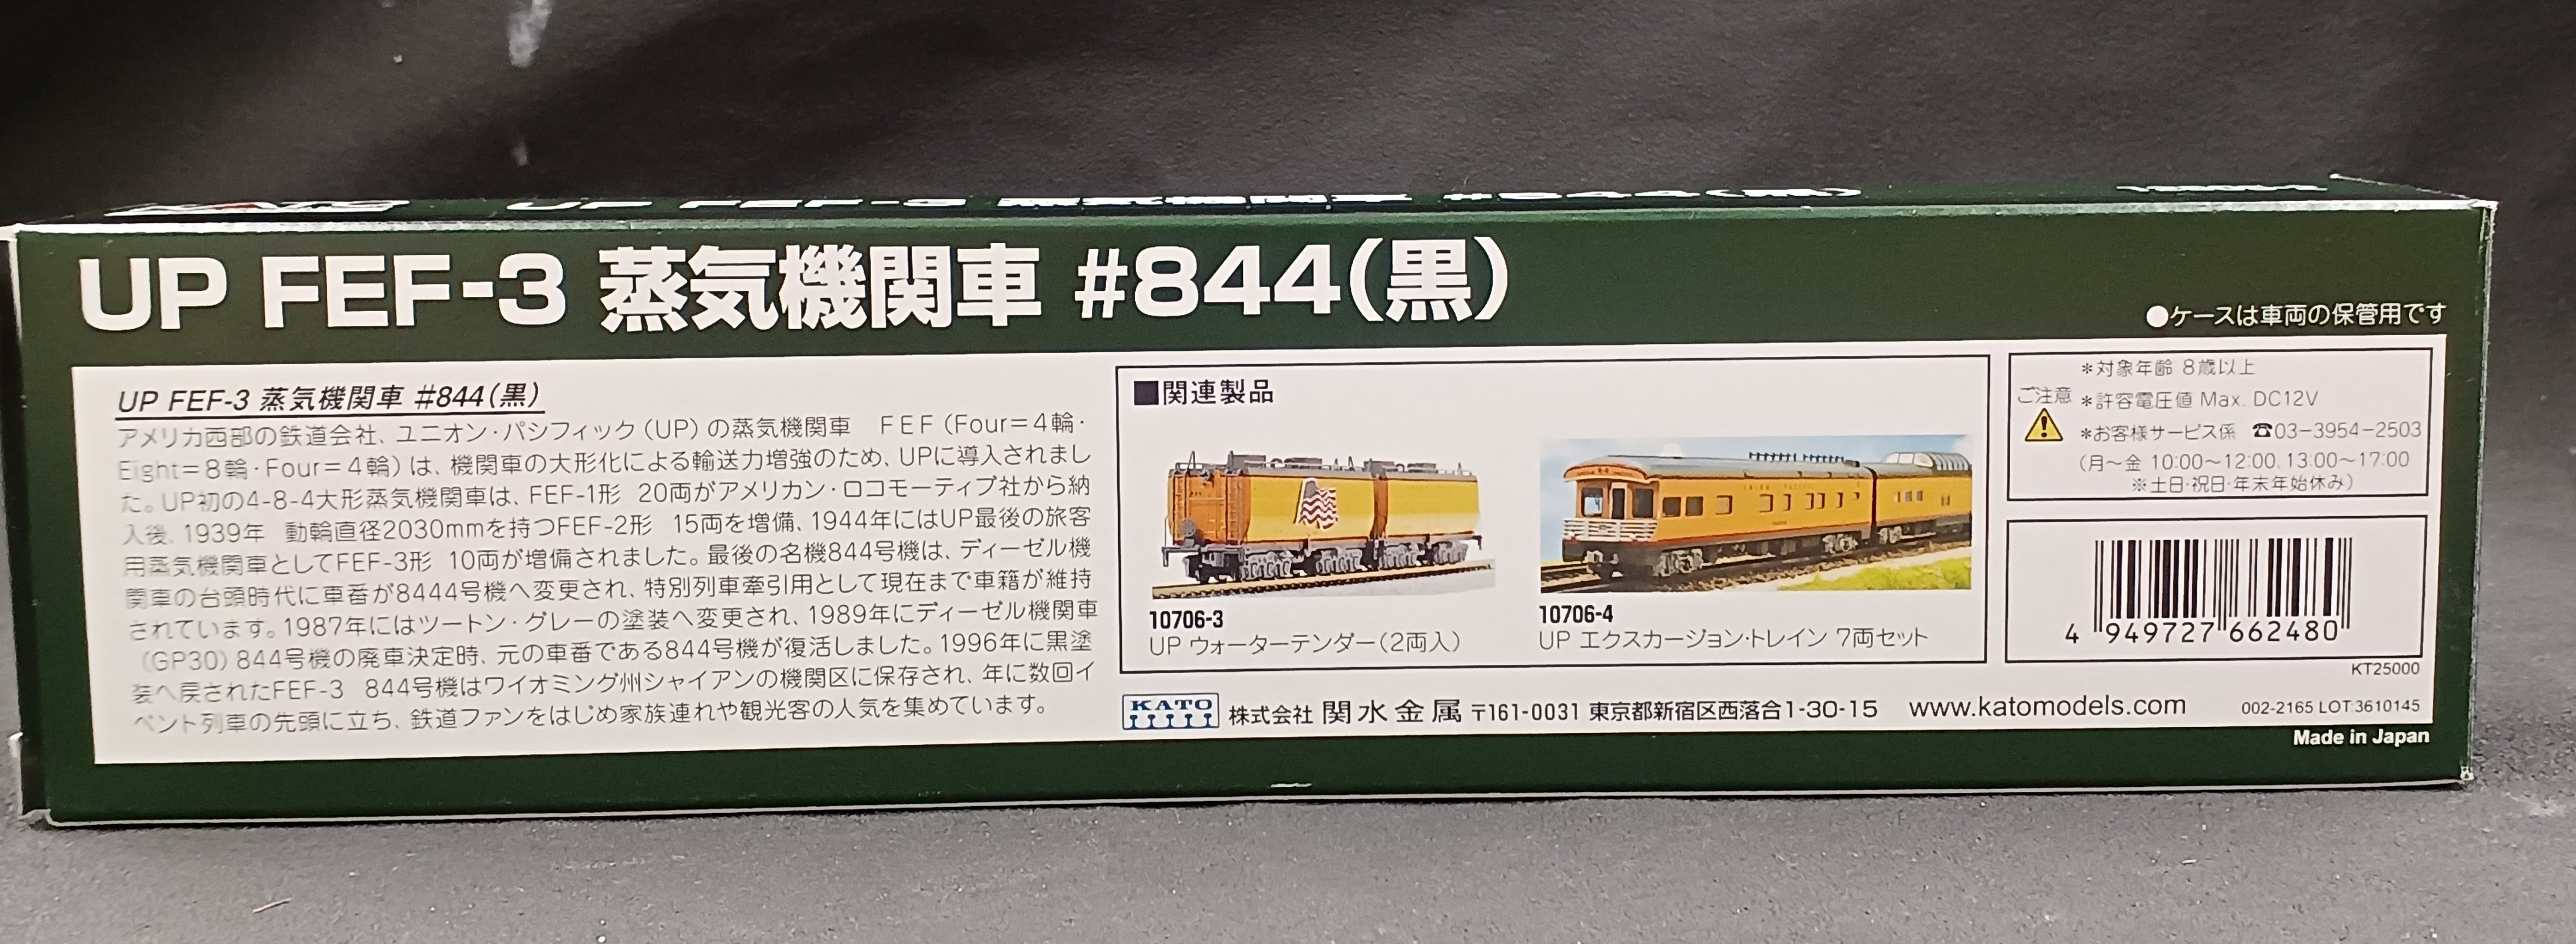 UP FEF-3 蒸気機関車 #844(黒)
●ケースは車両の保管用です
UP FEF-3 蒸気機関車 #844(黒)
アメリカ西部の鉄道会社、ユニオン・パシフィック(UP)の蒸気機関車 FEF(Four=4輪・
Eight=8輪・Four=4輪)は、機関車の大形化による輸送力増強のため、UPに導入されまし
た。UP初の4-8-4大形蒸気機関車は、FEF-1形 20両がアメリカン・ロコモーティブ社から納
入後、1939年 動輪直径2030mmを持つFEF-2形 15両を増備、1944年にはUP最後の旅客
用蒸気機関車としてFEF-3形 10両が増備されました。最後の名機844号機は、ディーゼル機
関車の台頭時代に車番が8444号機へ変更され、特別列車牽引用として現在まで車籍が維持
されています。1987年にはツートン・グレーの塗装へ変更され、1989年にディーゼル機関車
(GP30)844号機の廃車決定時、元の車番である844号機が復活しました。1996年に黒塗
装へ戻されたFEF-3 844号機はワイオミング州シャイアンの機関区に保存され、年に数回イ
ベント列車の先頭に立ち、鉄道ファンをはじめ家族連れや観光客の人気を集めています。
■関連製品
10706-3
UP ウォーターテンダー(2両入)
10706-4
UP エクスカージョン・トレイン 7両セット
ご注意
*対象年齢 8歳以上
*許容電圧値 Max. DC12V
*お客様サービス係 ☎03-3954-2503
(月～金 10:00～12:00、13:00～17:00
※土日・祝日・年末年始休み)
4 949727 662480
KT25000
KATO 株式会社 関水金属 〒161-0031 東京都新宿区西落合1-30-15 www.katomodels.com
002-2165 LOT:3610145
Made in Japan